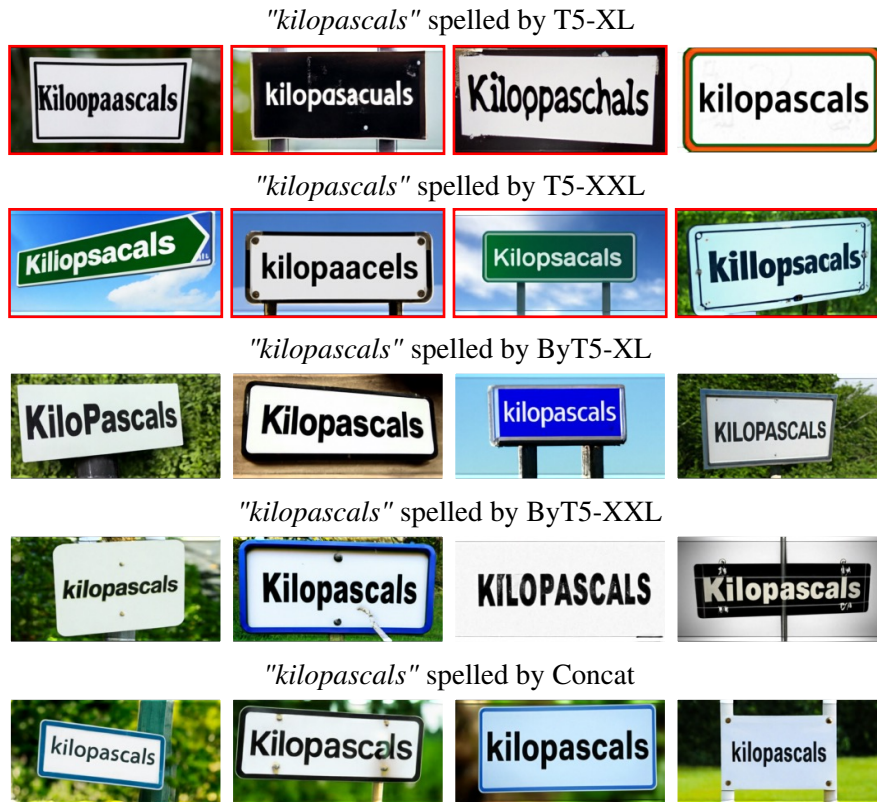 "kilopascals" spelled by T5-XL
Kiloopaascals
kilopasacuals
Kiloppaschals
kilopascals
"kilopascals" spelled by T5-XXL
Kiliopsacals
kilopaacels
Kilopsacals
killopsacals
"kilopascals" spelled by ByT5-XL
KiloPascals
Kilopascals
kilopascals
KILOPASCALS
"kilopascals" spelled by ByT5-XXL
kilopascals
Kilopascals
KILOPASCALS
Kilopascals
"kilopascals" spelled by Concat
kilopascals
Kilopascals
kilopascals
kilopascals